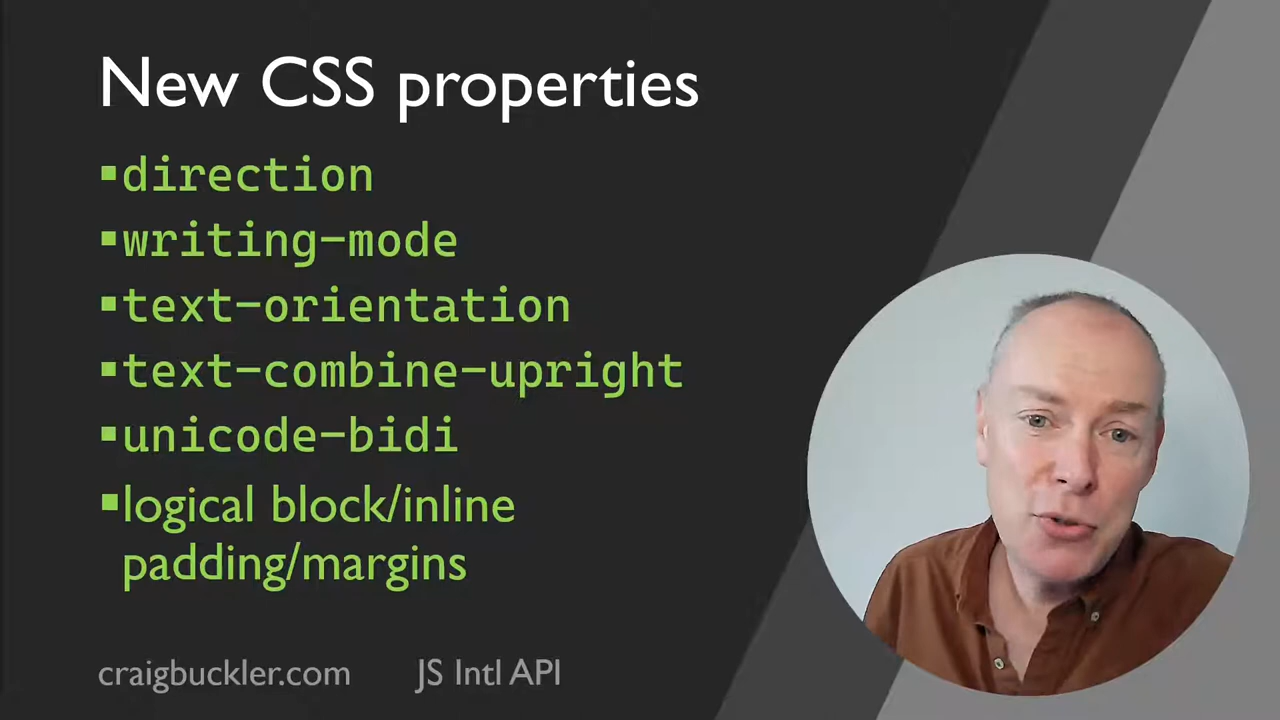 New CSS properties
▪direction
▪writing-mode
▪text-orientation
▪text-combine-upright
▪unicode-bidi
▪logical block/inline
padding/margins
craigbuckler.com JS Intl API